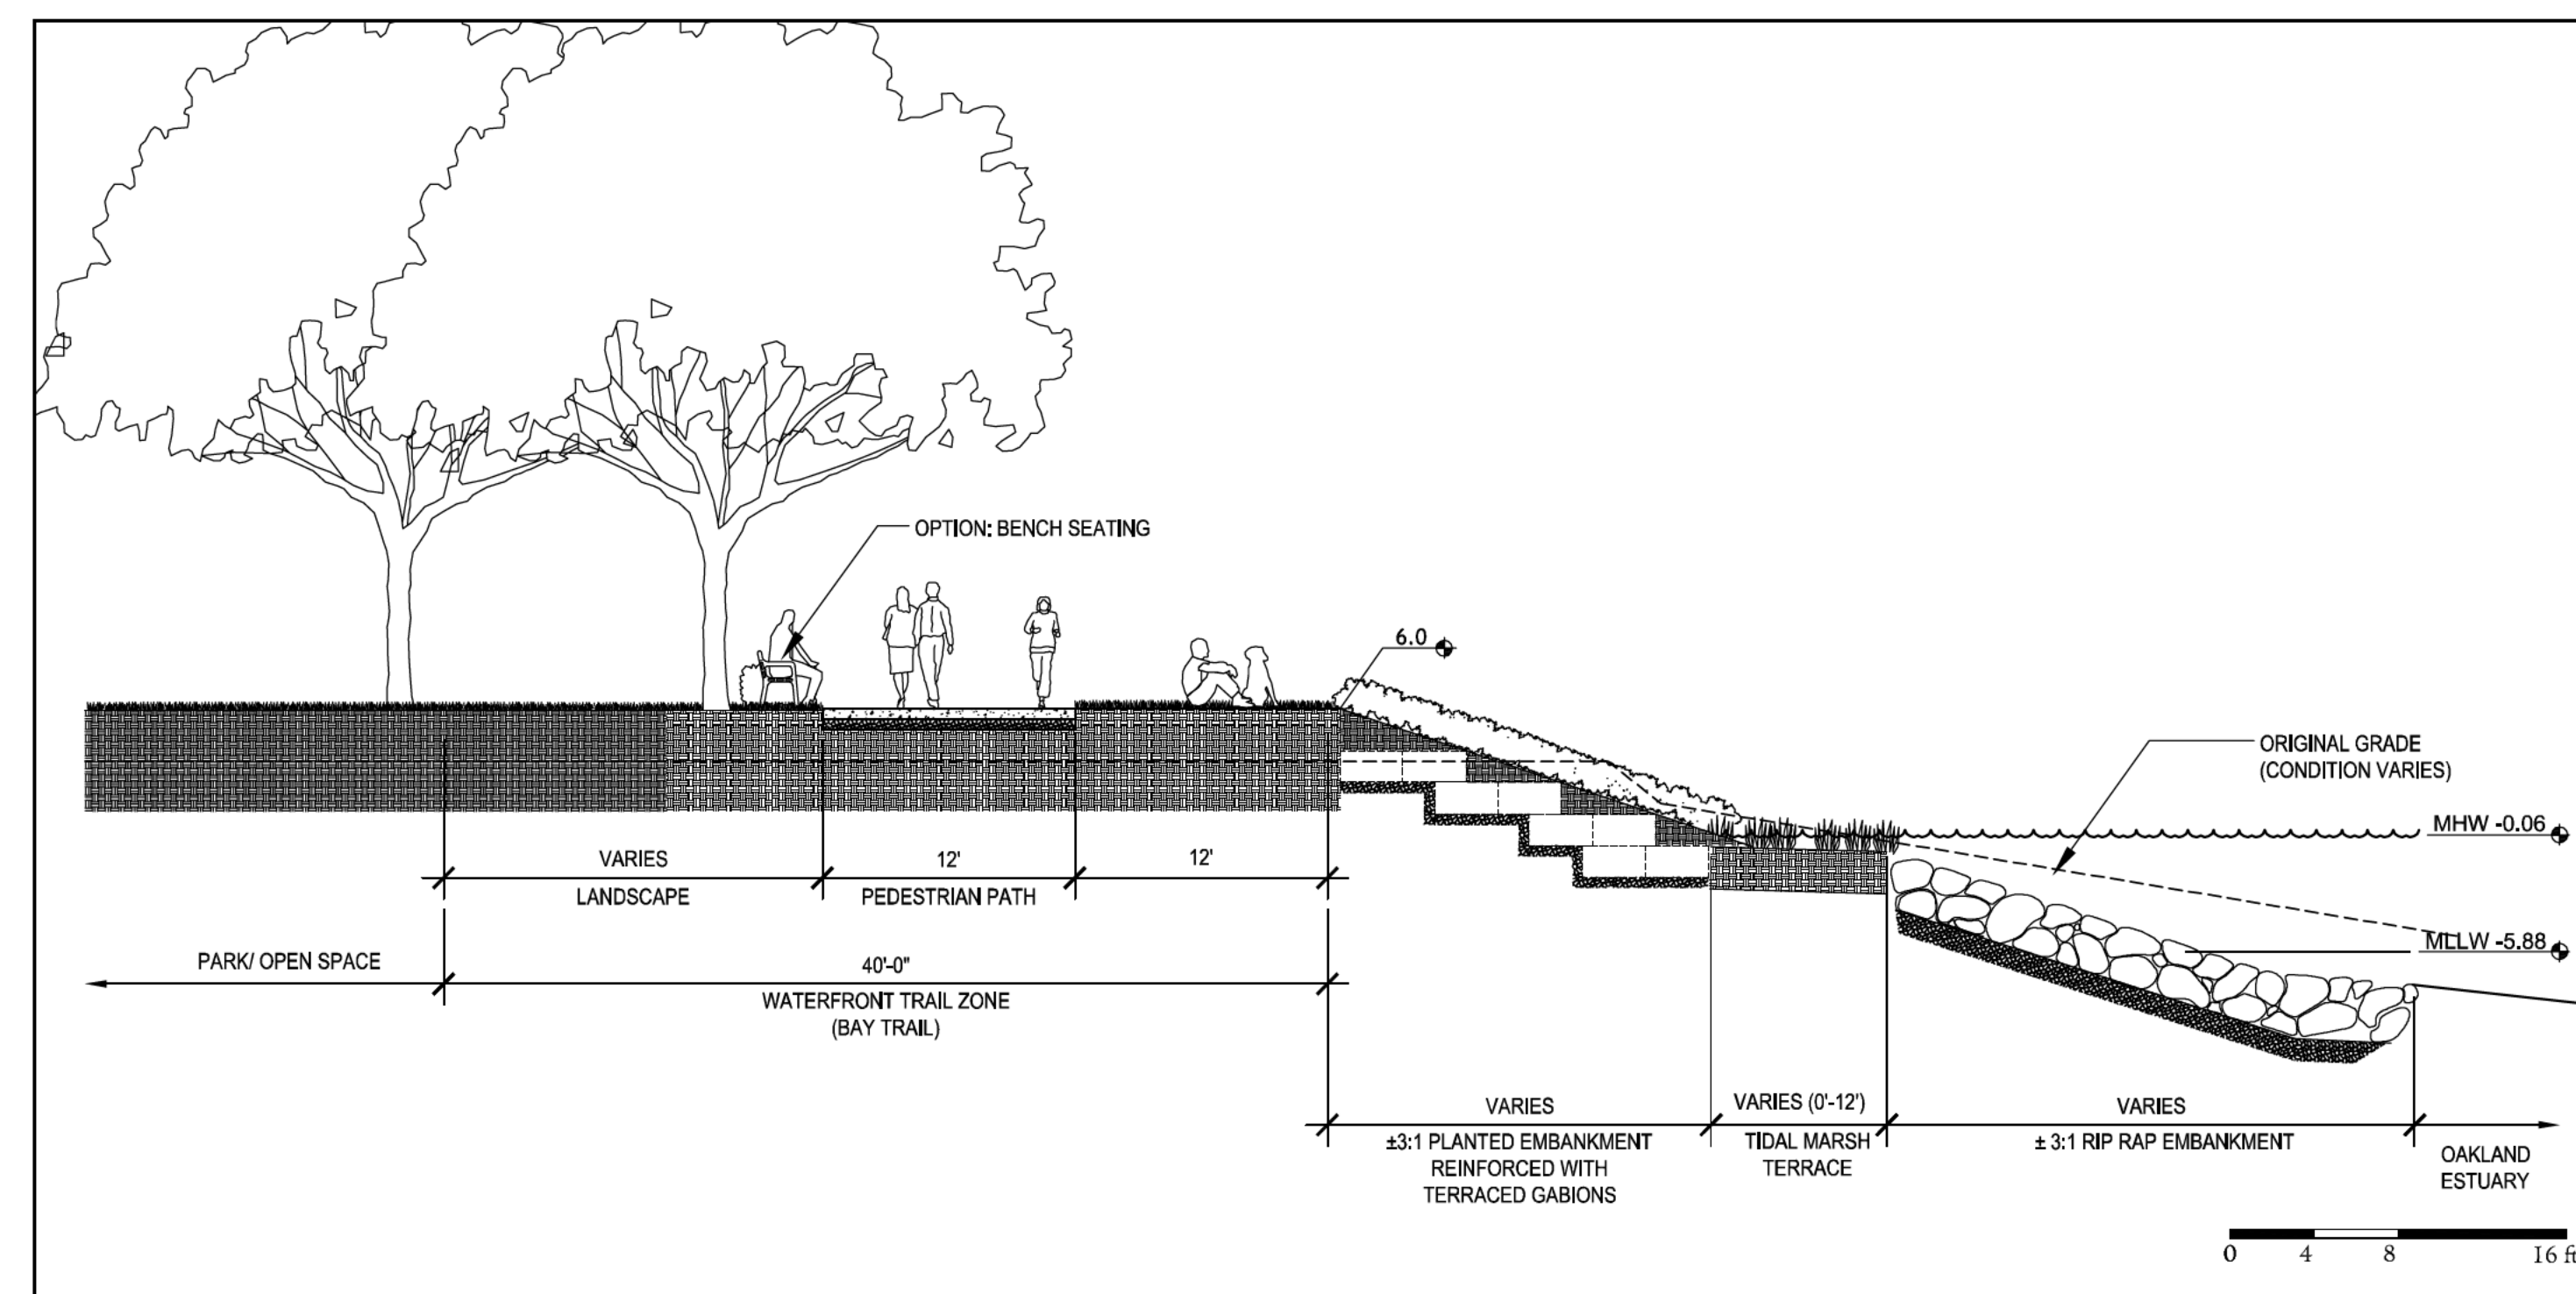 OPTION: BENCH SEATING
6.0
ORIGINAL GRADE
(CONDITION VARIES)
MHW -0.06
MLLW -5.88
VARIES
LANDSCAPE
12'
PEDESTRIAN PATH
12'
PARK/ OPEN SPACE
40'-0"
WATERFRONT TRAIL ZONE
(BAY TRAIL)
VARIES
±3:1 PLANTED EMBANKMENT
REINFORCED WITH
TERRACED GABIONS
VARIES (0'-12')
TIDAL MARSH
TERRACE
VARIES
± 3:1 RIP RAP EMBANKMENT
OAKLAND
ESTUARY
0 4 8 16 ft